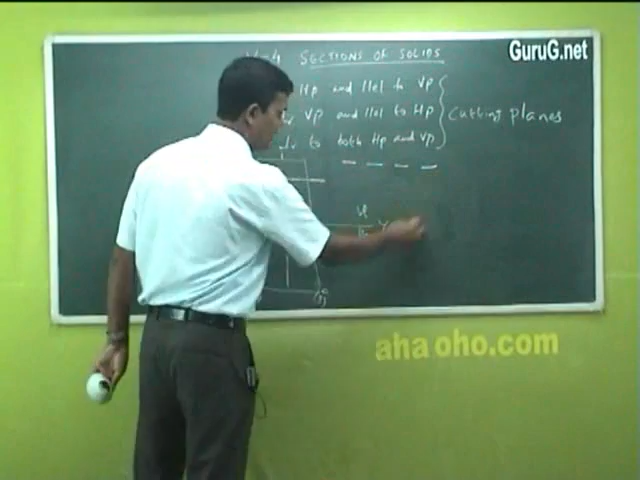 SECTIONS OF SOLIDS
GuruG.net
Hp and llel to Vp
VP and llel to Hp
Cutting planes
lr to both Hp and Vp
aha oho.com